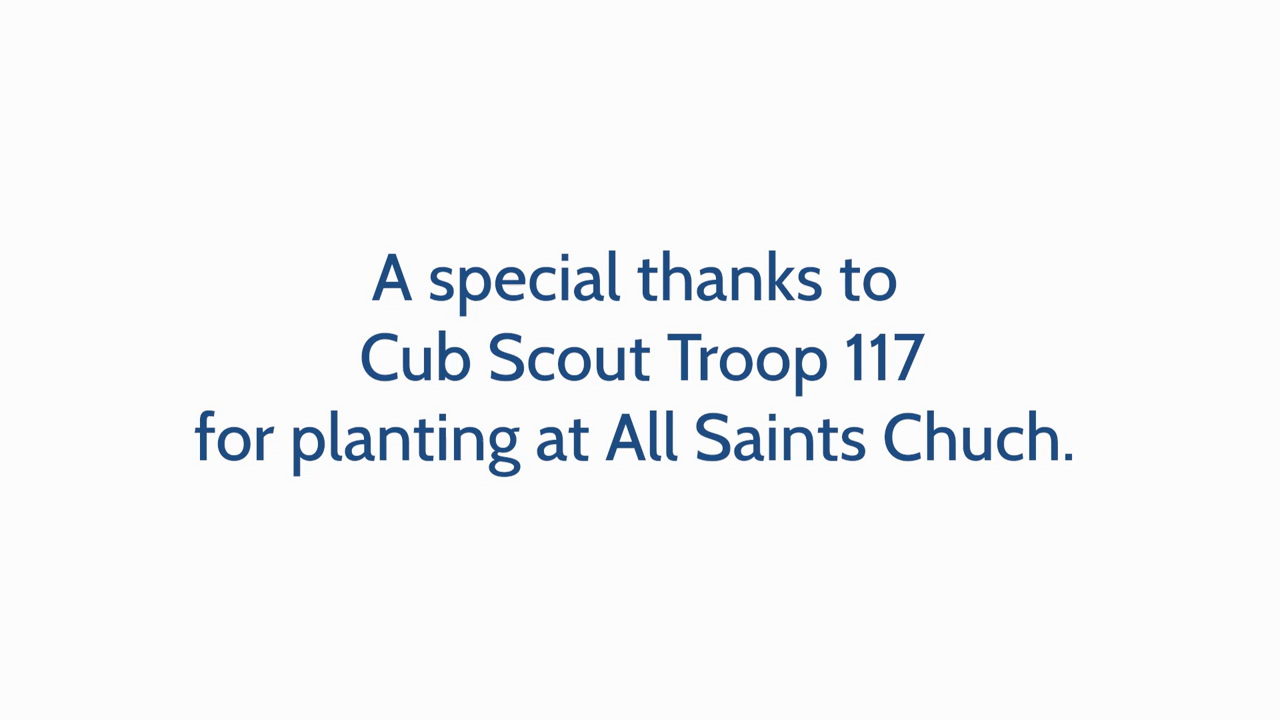 A special thanks to
Cub Scout Troop 117
for planting at All Saints Chuch.